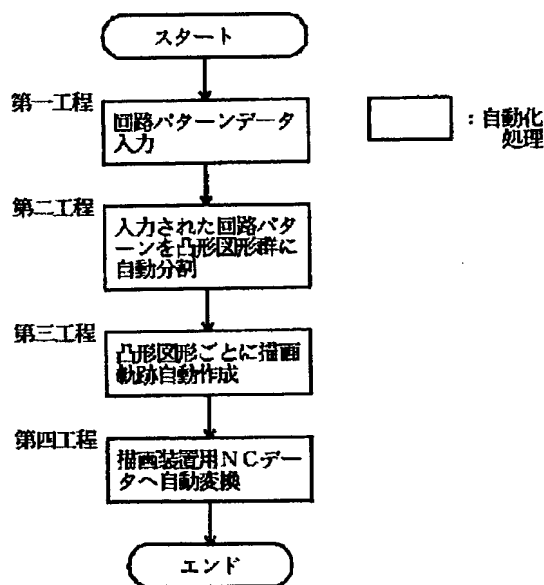 スタート
第一工程
回路パターンデータ
入力
:自動化
処理
第二工程
入力された回路パタ
ーンを凸形図形群に
自動分割
第三工程
凸形図形ごとに描画
軌跡自動作成
第四工程
描画装置用NCデー
タへ自動変換
エンド